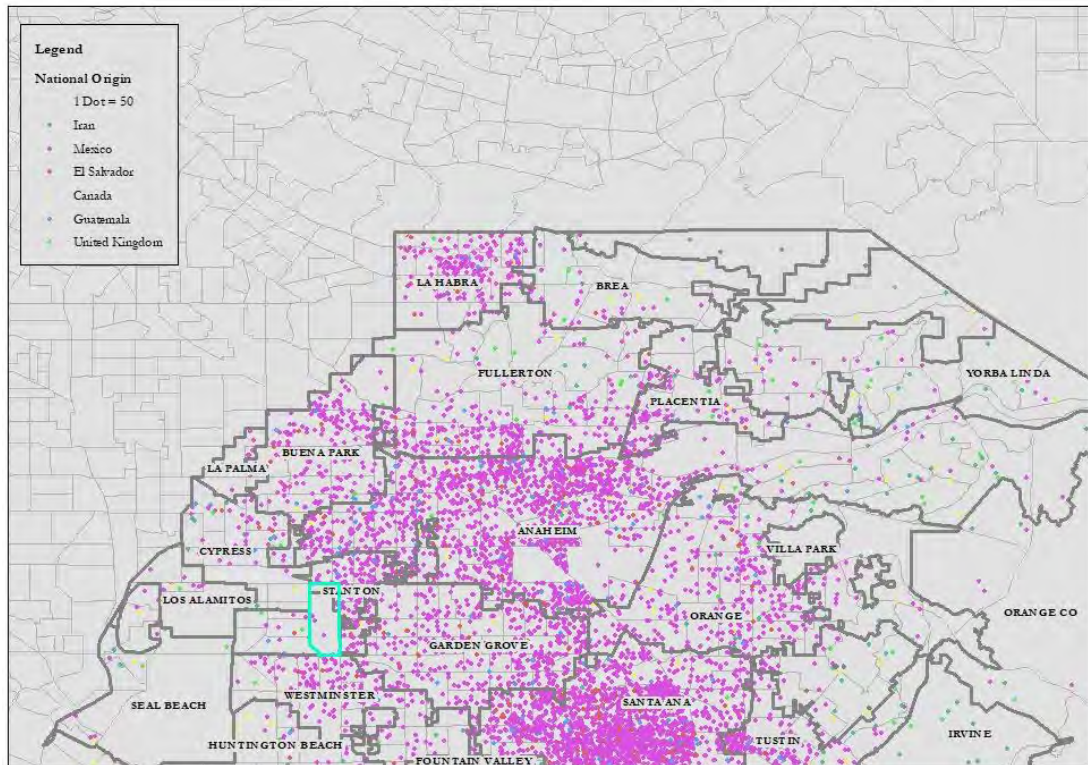 Legend
National Origin
1 Dot = 50
Iran
Mexico
El Salvador
Canada
Guatemala
United Kingdom
LA HABRA
BREA
FULLERTON
YORBA LINDA
PLACENTIA
BUENA PARK
LA PALMA
ANAHEIM
CYPRESS
VILLA PARK
STANTON
LOS ALAMITOS
ORANGE CO
ORANGE
GARDEN GROVE
WESTMINSTER
SANTA ANA
SEAL BEACH
IRVINE
HUNTINGTON BEACH
TUSTIN
FOUNTAIN VALLEY